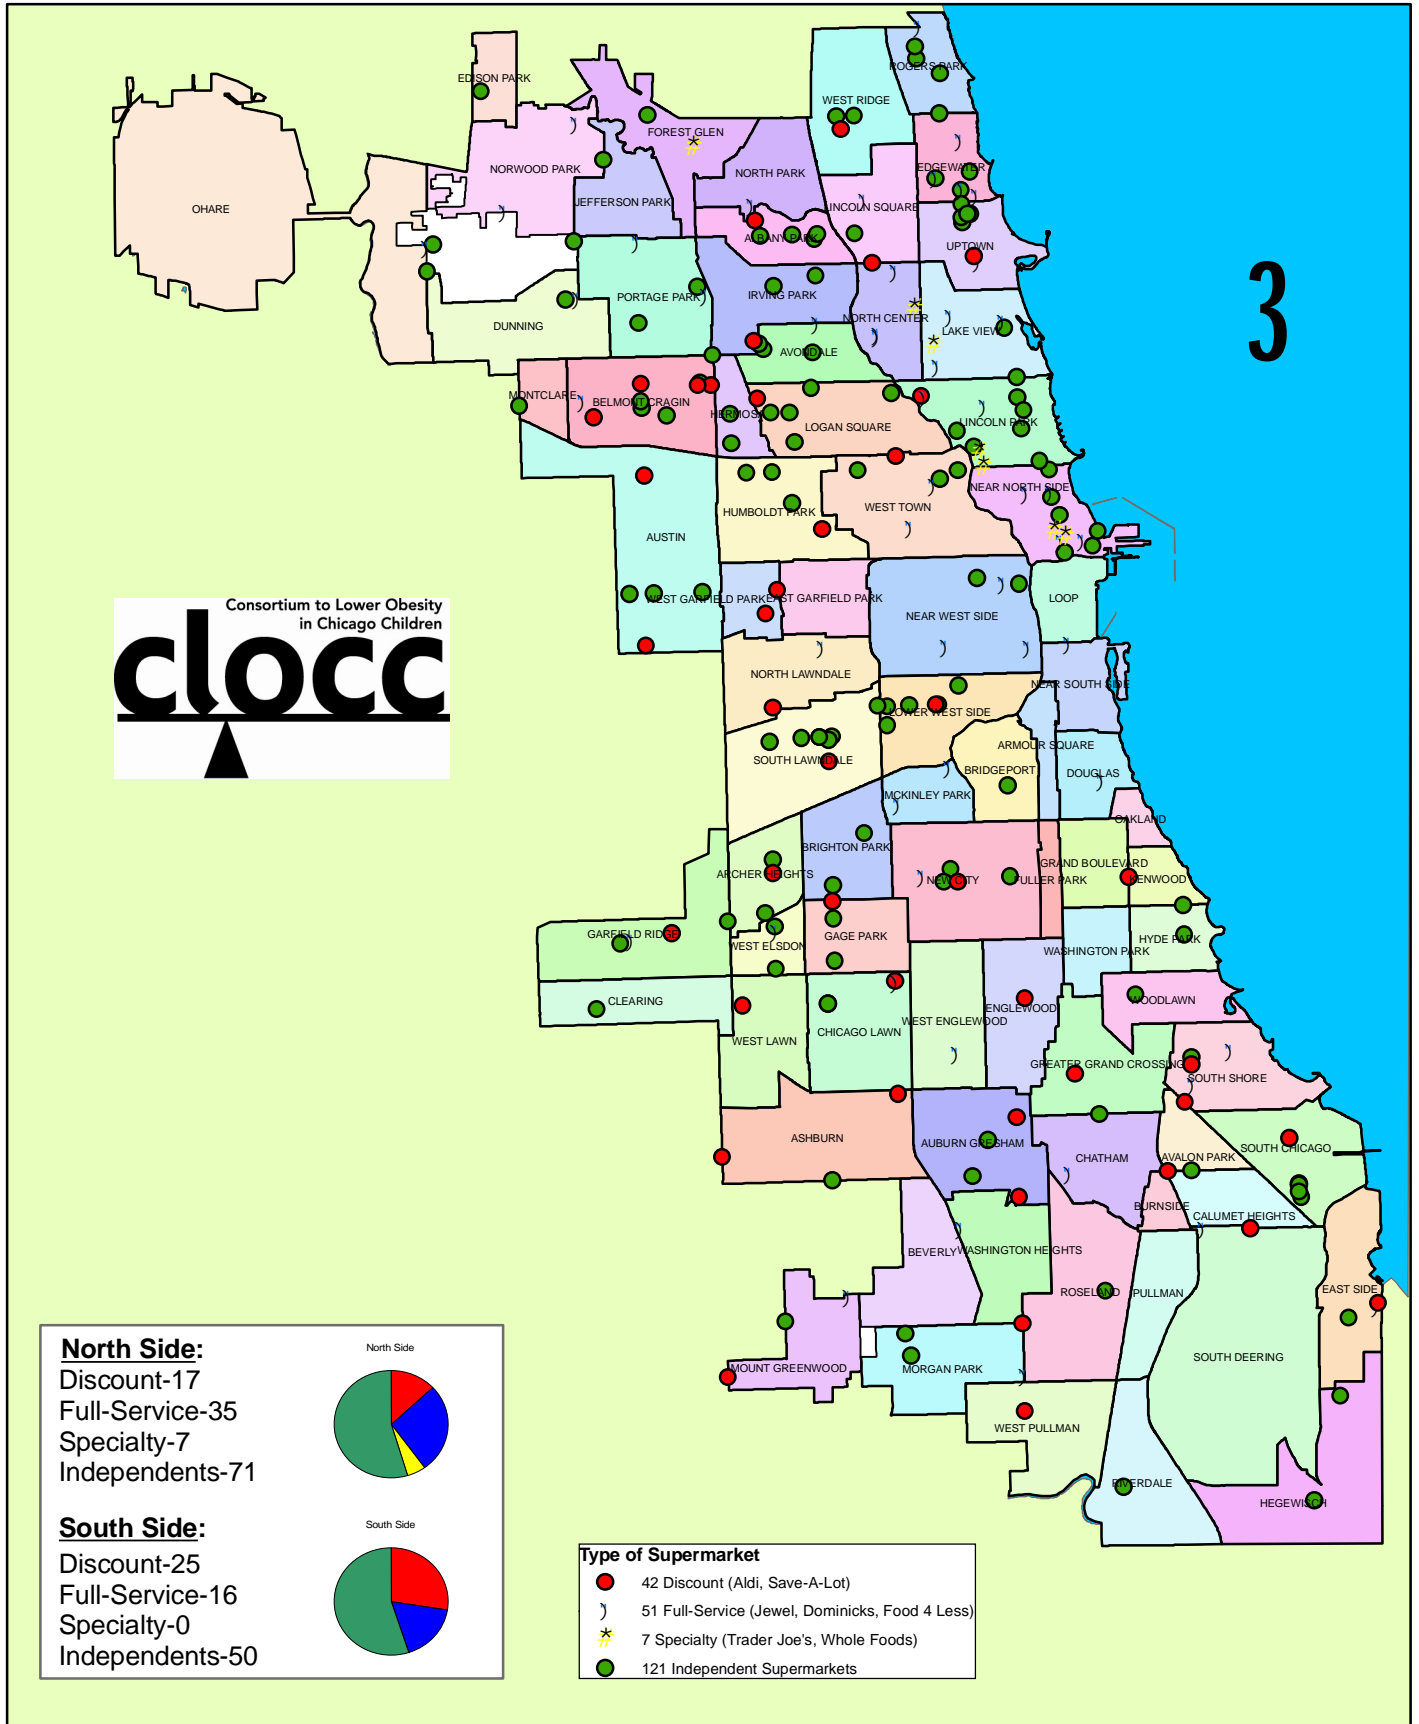 3
EDISON PARK
ROGERS PARK
WEST RIDGE
FOREST GLEN
NORWOOD PARK
NORTH PARK
EDGEWATER
JEFFERSON PARK
LINCOLN SQUARE
OHARE
ALBANY PARK
UPTOWN
PORTAGE PARK
IRVING PARK
NORTH CENTER
DUNNING
LAKE VIEW
AVONDALE
MONTCLARE
BELMONT CRAGIN
HERMOSA
LOGAN SQUARE
LINCOLN PARK
NEAR NORTH SIDE
WEST TOWN
HUMBOLDT PARK
AUSTIN
WEST GARFIELD PARK
EAST GARFIELD PARK
LOOP
NEAR WEST SIDE
Consortium to Lower Obesity
in Chicago Children
clocc
NORTH LAWNDALE
NEAR SOUTH SIDE
LOWER WEST SIDE
ARMOUR SQUARE
SOUTH LAWNDALE
BRIDGEPORT
DOUGLAS
MCKINLEY PARK
OAKLAND
BRIGHTON PARK
GRAND BOULEVARD
ARCHER HEIGHTS
NEW CITY
FULLER PARK
KENWOOD
GARFIELD RIDGE
GAGE PARK
HYDE PARK
WEST ELSDON
WASHINGTON PARK
CLEARING
WOODLAWN
ENGLEWOOD
WEST ENGLEWOOD
CHICAGO LAWN
WEST LAWN
GREATER GRAND CROSSING
SOUTH SHORE
ASHBURN
AUBURN GRESHAM
SOUTH CHICAGO
CHATHAM
AVALON PARK
BURNSIDE
CALUMET HEIGHTS
BEVERLY
WASHINGTON HEIGHTS
ROSELAND
PULLMAN
EAST SIDE
SOUTH DEERING
MOUNT GREENWOOD
MORGAN PARK
WEST PULLMAN
RIVERDALE
HEGEWISCH
North Side:
North Side
Discount-17
Full-Service-35
Specialty-7
Independents-71
South Side:
South Side
Discount-25
Full-Service-16
Specialty-0
Independents-50
Type of Supermarket
42 Discount (Aldi, Save-A-Lot)
51 Full-Service (Jewel, Dominicks, Food 4 Less)
7 Specialty (Trader Joe's, Whole Foods)
121 Independent Supermarkets